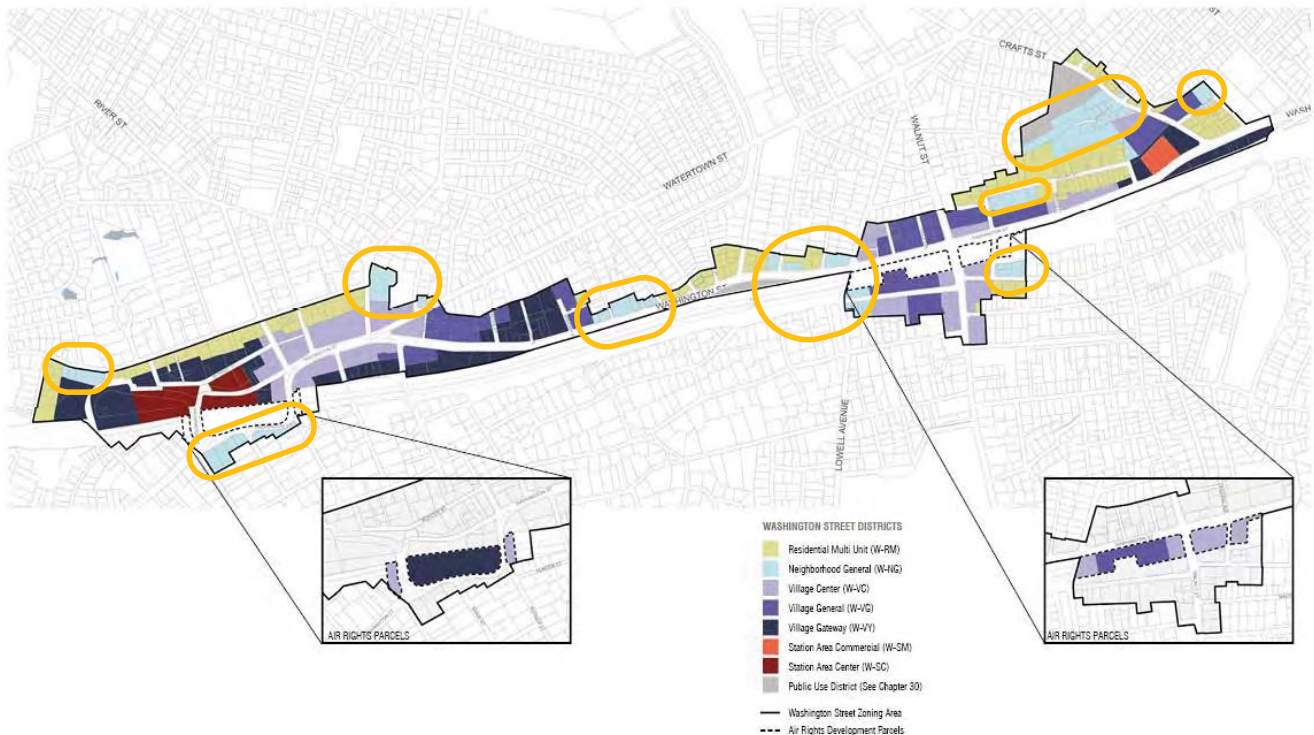 CRAFTS ST
ST
ST
RIVER ST
WASH
WALNUT ST
WATERTOWN ST
WASHINGTON ST
LOWELL AVENUE
AIR RIGHTS PARCELS
AIR RIGHTS PARCELS
WASHINGTON STREET DISTRICTS
Residential Multi Unit (W-RM)
Neighborhood General (W-NG)
Village Center (W-VC)
Village General (W-VG)
Village Gateway (W-VY)
Station Area Commercial (W-SM)
Station Area Center (W-SC)
Public Use District (See Chapter 30)
Washington Street Zoning Area
Air Rights Development Parcels